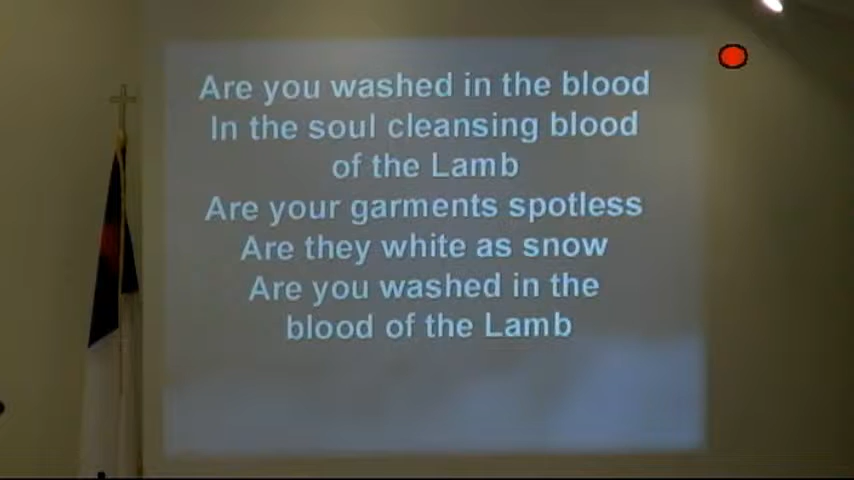 Are you washed in the blood
In the soul cleansing blood
of the Lamb
Are your garments spotless
Are they white as snow
Are you washed in the
blood of the Lamb